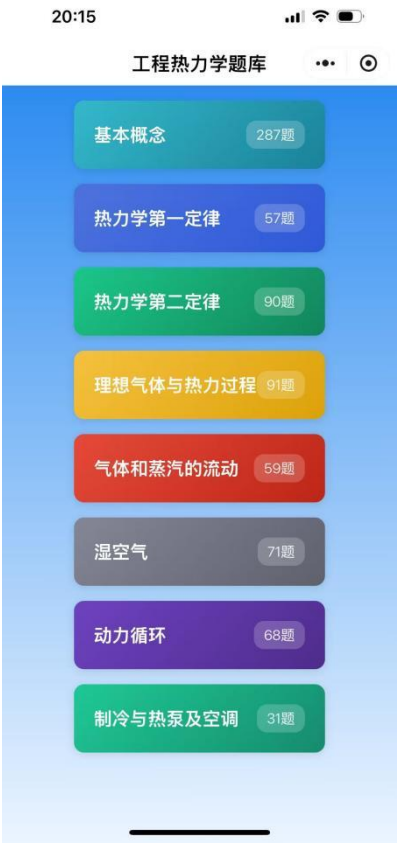 20:15
工程热力学题库
基本概念 287题
热力学第一定律 57题
热力学第二定律 90题
理想气体与热力过程 91题
气体和蒸汽的流动 59题
湿空气 71题
动力循环 68题
制冷与热泵及空调 31题